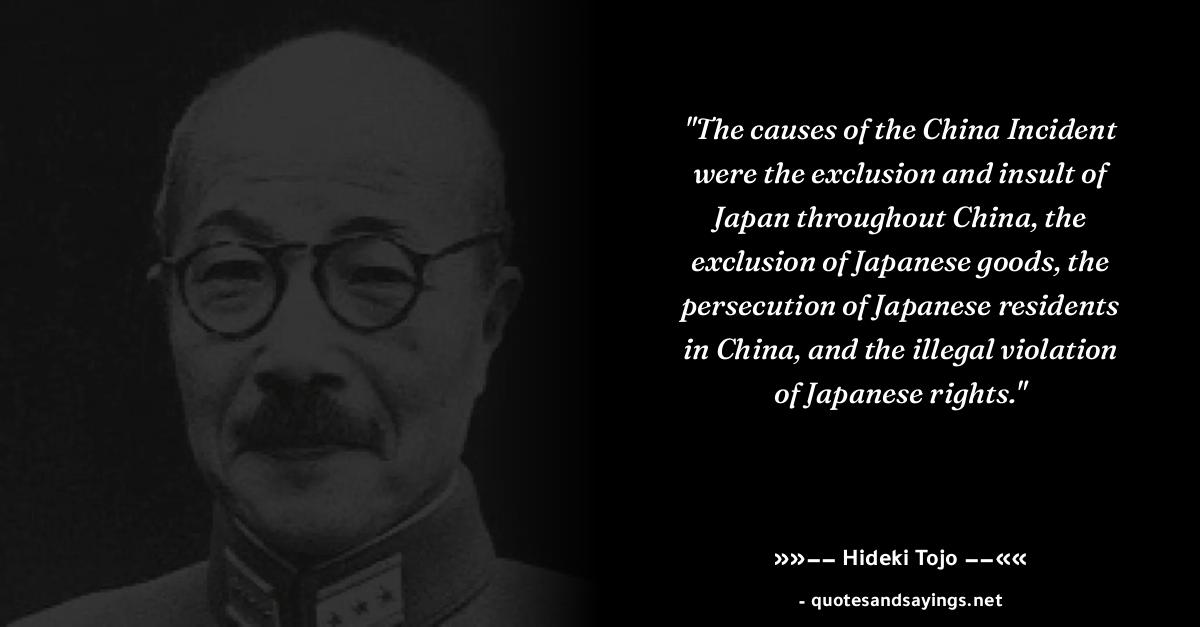 "The causes of the China Incident
were the exclusion and insult of
Japan throughout China, the
exclusion of Japanese goods, the
persecution of Japanese residents
in China, and the illegal violation
of Japanese rights."
»»–– Hideki Tojo ––««
- quotesandsayings.net